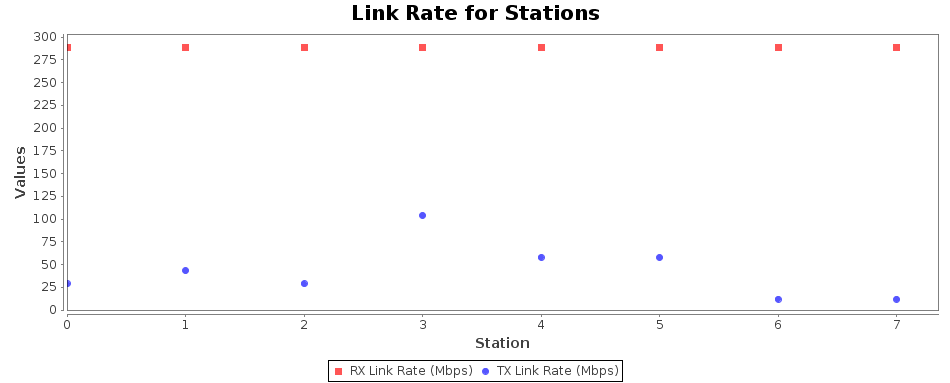 Link Rate for Stations
300
275
250
225
200
175
150
125
100
75
50
25
0
Values
0 1 2 3 4 5 6 7
Station
RX Link Rate (Mbps) TX Link Rate (Mbps)